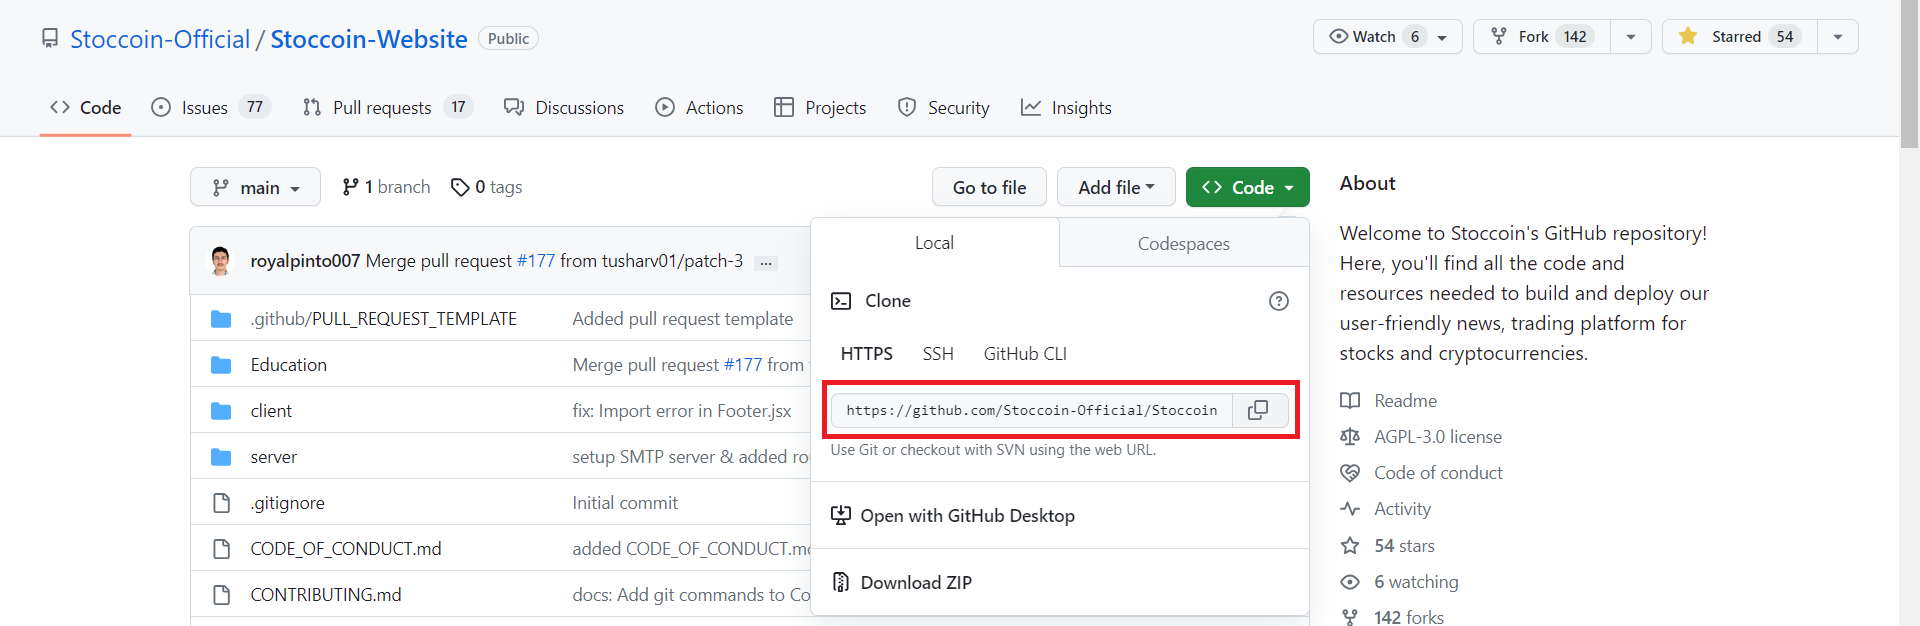 Stoccoin-Official / Stoccoin-Website Public
Watch 6
Fork 142
Starred 54
Code
Issues 77
Pull requests 17
Discussions
Actions
Projects
Security
Insights
main
1 branch
0 tags
Go to file
Add file
Code
royalpinto007 Merge pull request #177 from tusharv01/patch-3 ...
.github/PULL_REQUEST_TEMPLATE Added pull request template
Education Merge pull request #177 from
client fix: Import error in Footer.jsx
server setup SMTP server & added ro
.gitignore Initial commit
CODE_OF_CONDUCT.md added CODE_OF_CONDUCT.m
CONTRIBUTING.md docs: Add git commands to Co
Local
Codespaces
Clone
HTTPS SSH GitHub CLI
https://github.com/Stoccoin-Official/Stoccoin
Use Git or checkout with SVN using the web URL.
Open with GitHub Desktop
Download ZIP
About
Welcome to Stoccoin's GitHub repository!
Here, you'll find all the code and
resources needed to build and deploy our
user-friendly news, trading platform for
stocks and cryptocurrencies.
Readme
AGPL-3.0 license
Code of conduct
Activity
54 stars
6 watching
142 forks